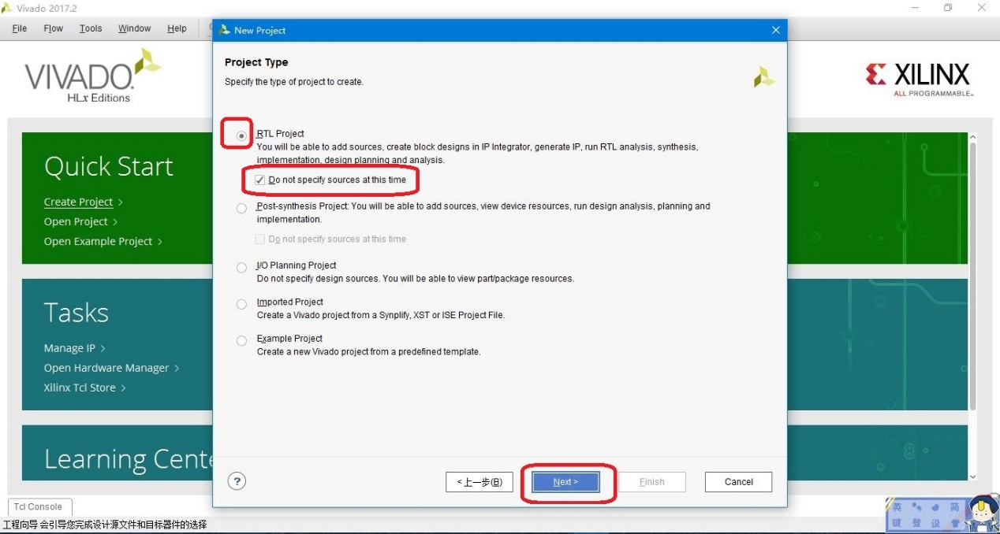 Vivado 2017.2
File Flow Tools Window Help
New Project
VIVADO.
HLx Editions
XILINX
ALL PROGRAMMABLE.
Project Type
Specify the type of project to create.
RTL Project
You will be able to add sources, create block designs in IP Integrator, generate IP, run RTL analysis, synthesis,
implementation, design planning and analysis.
Do not specify sources at this time
Post-synthesis Project: You will be able to add sources, view device resources, run design analysis, planning and
implementation.
Do not specify sources at this time
I/O Planning Project
Do not specify design sources. You will be able to view part/package resources.
Imported Project
Create a Vivado project from a Synplify, XST or ISE Project File.
Example Project
Create a new Vivado project from a predefined template.
Quick Start
Create Project >
Open Project >
Open Example Project >
Tasks
Manage IP >
Open Hardware Manager >
Xilinx Tcl Store >
Learning Cente
?
< 上一步(B) Next > Finish Cancel
Tcl Console
工程向导 会引导您完成设计源文件和目标器件的选择
英 简
键 登 设